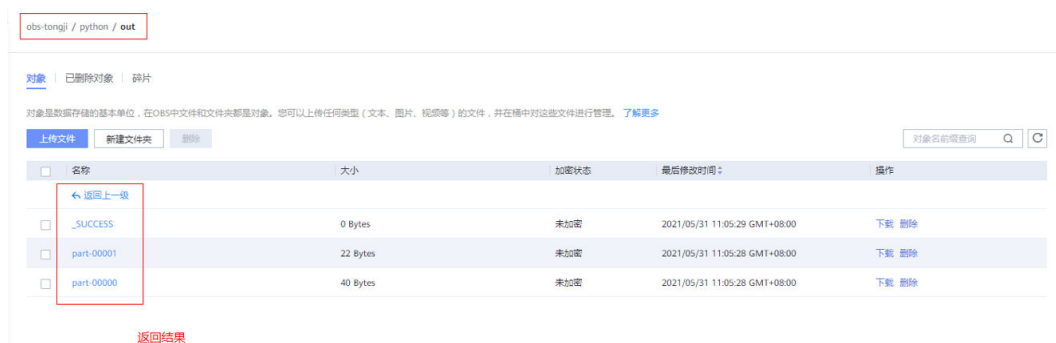 obs-tongji / python / out
对象 | 已删除对象 | 碎片
对象是数据存储的基本单位，在OBS中文件和文件夹都是对象。您可以上传任何类型（文本、图片、视频等）的文件，并在桶中对这些文件进行管理。 了解更多
上传文件 新建文件夹 删除 对象名前缀查询
名称 大小 加密状态 最后修改时间 操作
返回上一级
_SUCCESS 0 Bytes 未加密 2021/05/31 11:05:29 GMT+08:00 下载 删除
part-00001 22 Bytes 未加密 2021/05/31 11:05:28 GMT+08:00 下载 删除
part-00000 40 Bytes 未加密 2021/05/31 11:05:28 GMT+08:00 下载 删除
返回结果